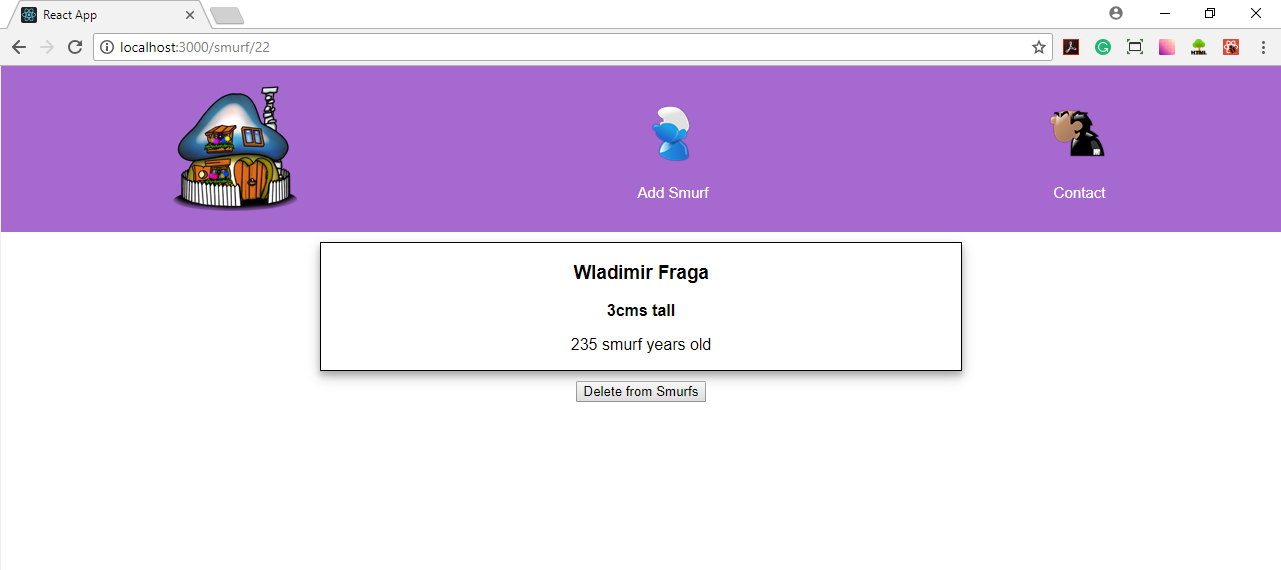 React App
localhost:3000/smurf/22
HTML
Add Smurf
Contact
Wladimir Fraga
3cms tall
235 smurf years old
Delete from Smurfs